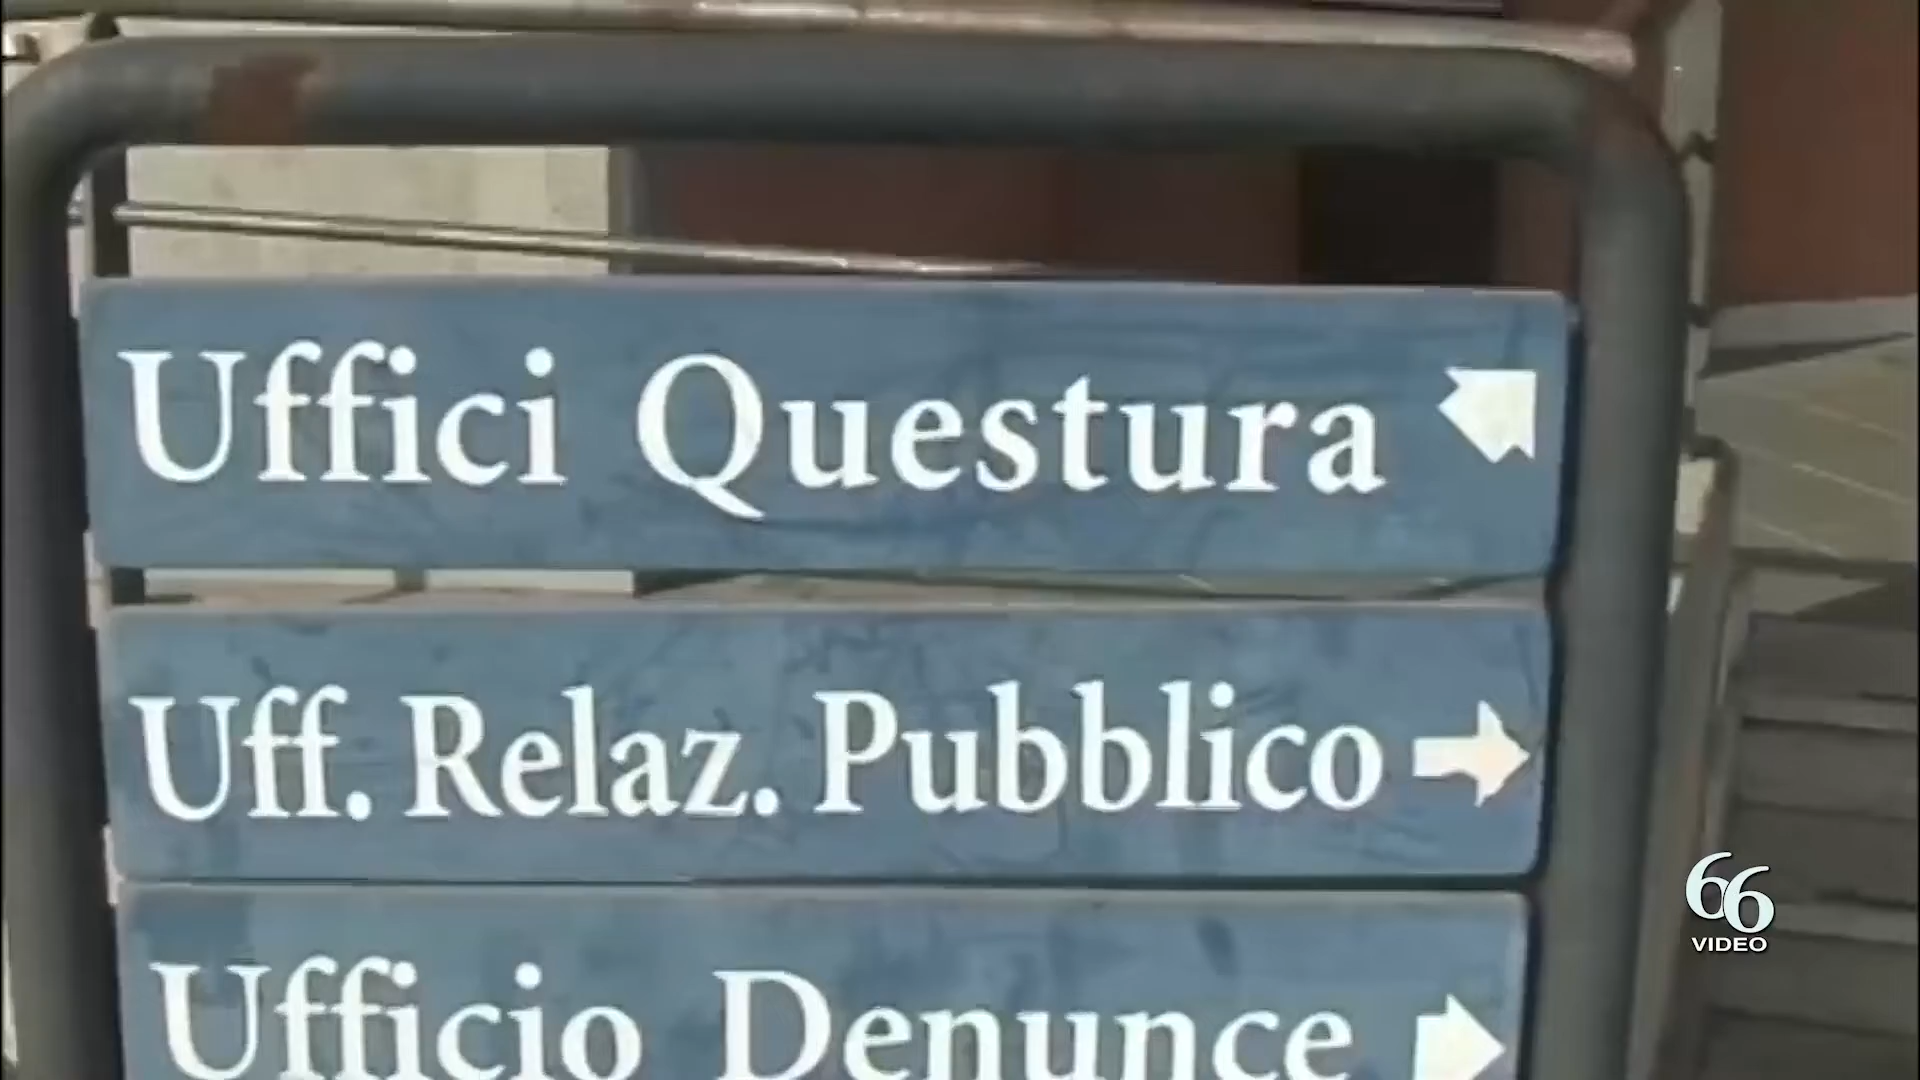 Uffici Questura
Uff. Relaz. Pubblico
Ufficio Denunce
66
VIDEO